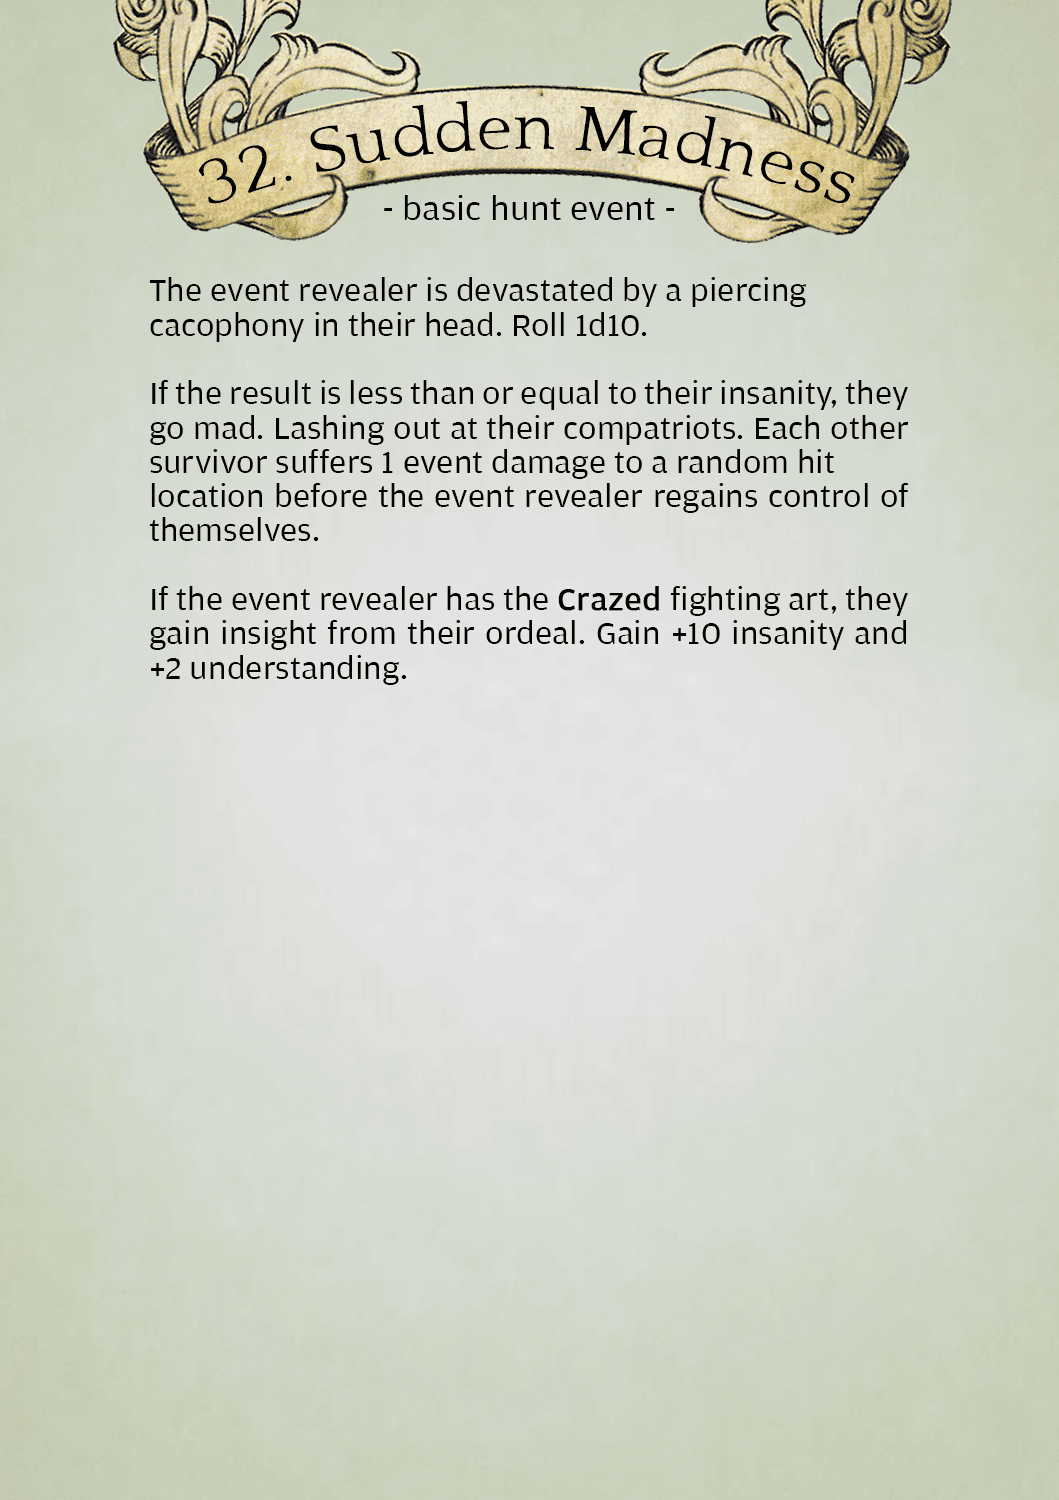 32. Sudden Madness
- basic hunt event -
The event revealer is devastated by a piercing
cacophony in their head. Roll 1d10.
If the result is less than or equal to their insanity, they
go mad. Lashing out at their compatriots. Each other
survivor suffers 1 event damage to a random hit
location before the event revealer regains control of
themselves.
If the event revealer has the Crazed fighting art, they
gain insight from their ordeal. Gain +10 insanity and
+2 understanding.